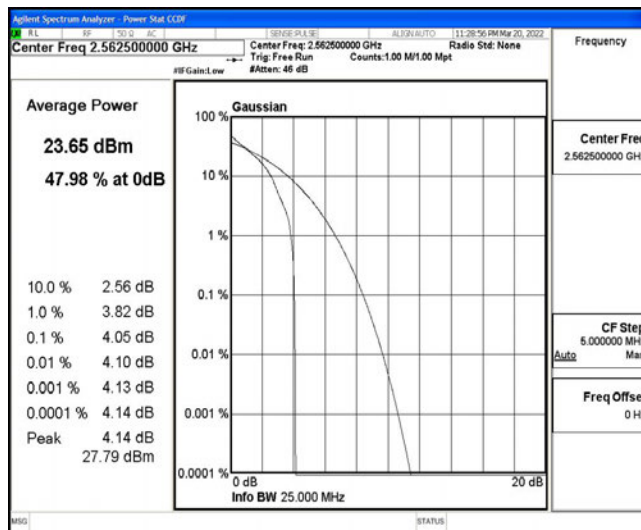 Agilent Spectrum Analyzer - Power Stat CCDF
RL RF 50 Ω AC SENSE:PULSE ALIGN AUTO 11:28:56 PM Mar 20, 2022
Center Freq 2.562500000 GHz
Center Freq: 2.562500000 GHz Radio Std: None
Trig: Free Run Counts:1.00 M/1.00 Mpt
#IFGain:Low #Atten: 46 dB
Frequency
Average Power
23.65 dBm
47.98 % at 0dB
10.0 % 2.56 dB
1.0 % 3.82 dB
0.1 % 4.05 dB
0.01 % 4.10 dB
0.001 % 4.13 dB
0.0001 % 4.14 dB
Peak 4.14 dB
27.79 dBm
Gaussian
100 %
10 %
1 %
0.1 %
0.01 %
0.001 %
0.0001 %
0 dB 20 dB
Info BW 25.000 MHz
Center Freq
2.562500000 GH
CF Step
5.000000 MH
Auto Ma
Freq Offse
0 H
MSG STATUS